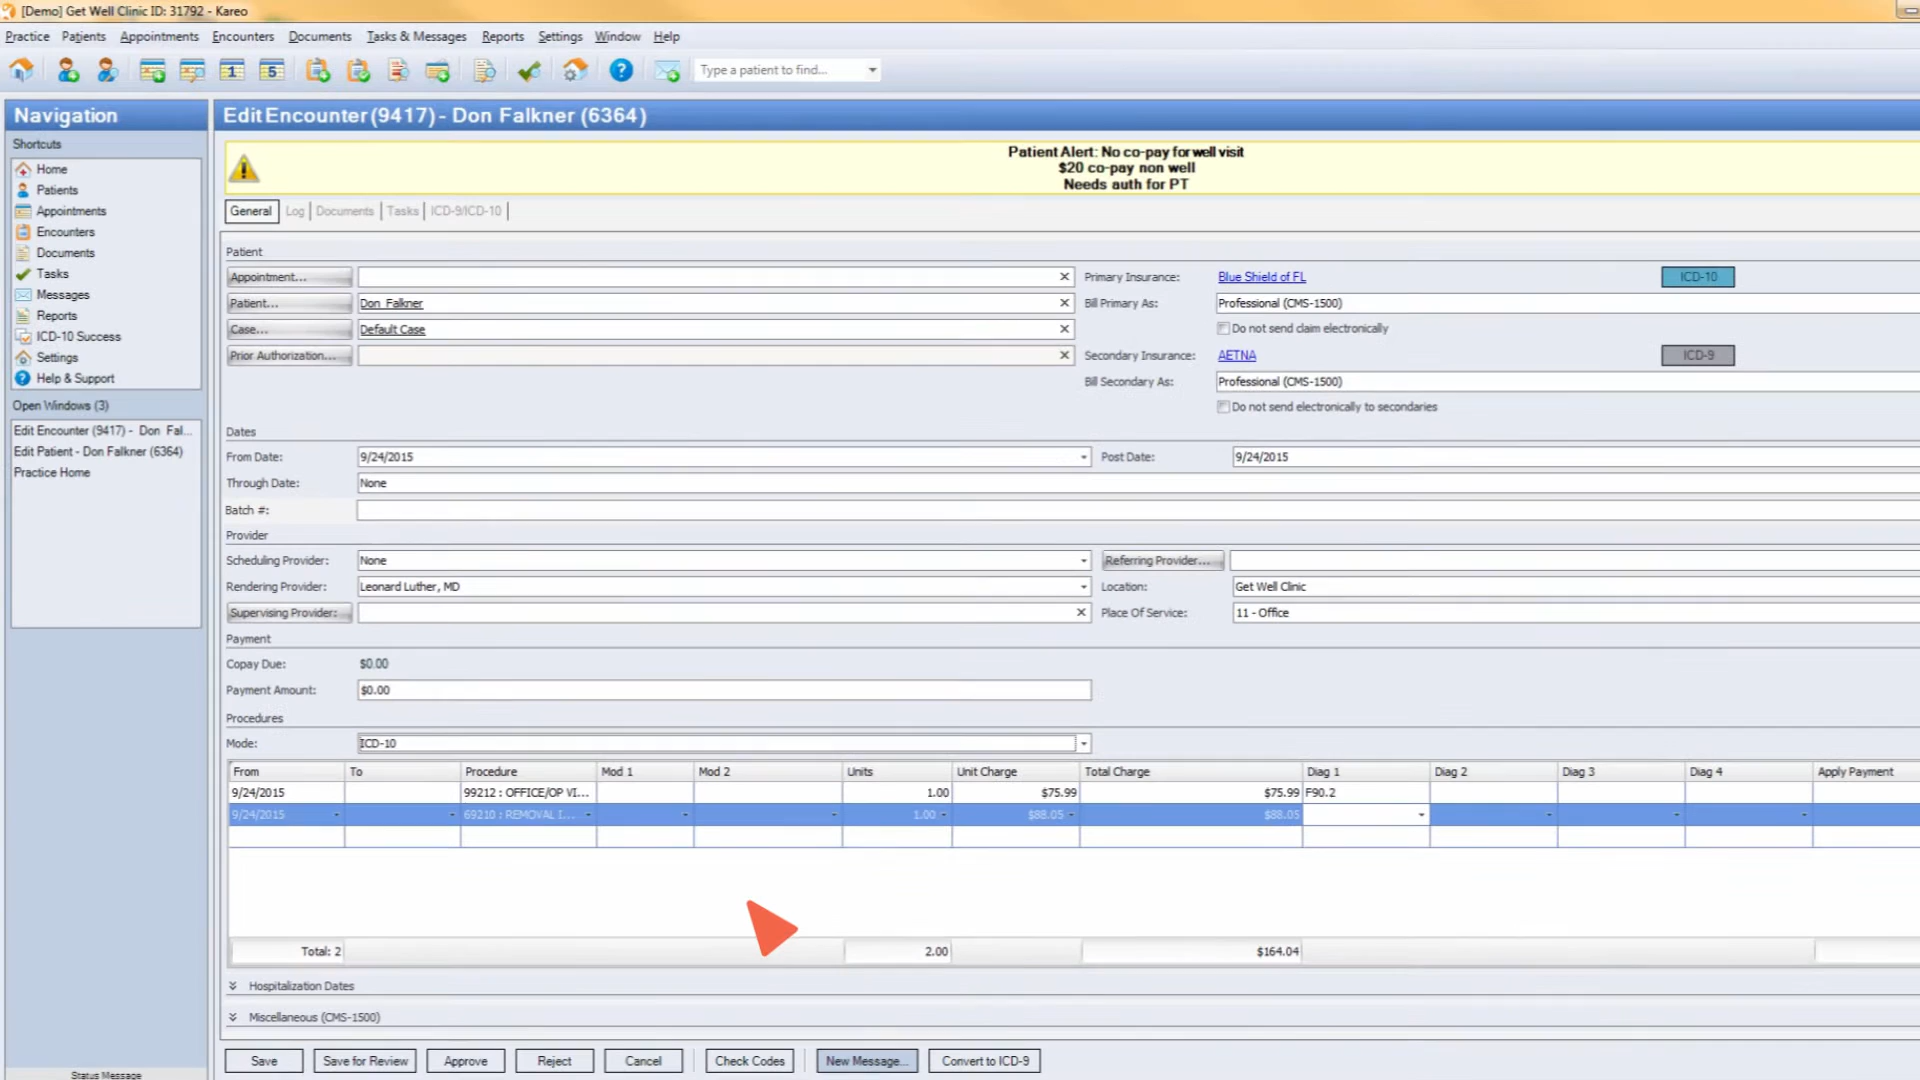 [Demo] Get Well Clinic ID: 31792 - Kareo
Practice Patients Appointments Encounters Documents Tasks & Messages Reports Settings Window Help
1 5 ? Type a patient to find...
Navigation
Shortcuts
Home
Patients
Appointments
Encounters
Documents
Tasks
Messages
Reports
ICD-10 Success
Settings
Help & Support
Open Windows (3)
Edit Encounter (9417) - Don Fal...
Edit Patient - Don Falkner (6364)
Practice Home
Status Message
Edit Encounter (9417) - Don Falkner (6364)
Patient Alert: No co-pay for well visit
$20 co-pay non well
Needs auth for PT
General Log Documents Tasks ICD-9/ICD-10
Patient
Appointment... Primary Insurance: Blue Shield of FL ICD-10
Patient... Don Falkner Bill Primary As: Professional (CMS-1500)
Case... Default Case Do not send claim electronically
Prior Authorization... Secondary Insurance: AETNA ICD-9
Bill Secondary As: Professional (CMS-1500)
Do not send electronically to secondaries
Dates
From Date: 9/24/2015 Post Date: 9/24/2015
Through Date: None
Batch #:
Provider
Scheduling Provider: None Referring Provider...
Rendering Provider: Leonard Luther, MD Location: Get Well Clinic
Supervising Provider: Place Of Service: 11 - Office
Payment
Copay Due: $0.00
Payment Amount: $0.00
Procedures
Mode: ICD-10
From To Procedure Mod 1 Mod 2 Units Unit Charge Total Charge Diag 1 Diag 2 Diag 3 Diag 4 Apply Payment
9/24/2015 99212 : OFFICE/OP VI... 1.00 $75.99 $75.99 F90.2
9/24/2015 69210 : REMOVAL I... 1.00 $88.05 $88.05
Total: 2 2.00 $164.04
Hospitalization Dates
Miscellaneous (CMS-1500)
Save Save for Review Approve Reject Cancel Check Codes New Message... Convert to ICD-9